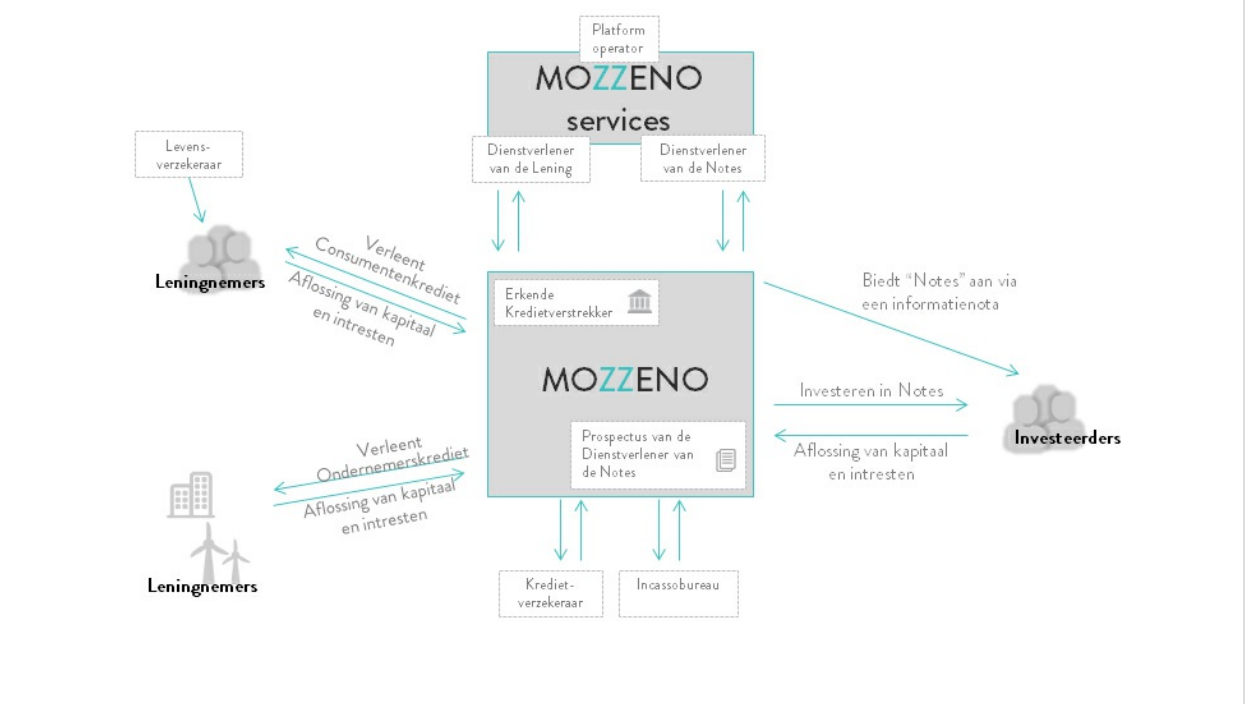 Platform
operator
MOZZENO
services
Dienstverlener
van de Lening
Dienstverlener
van de Notes
Levens-
verzekeraar
Leningnemers
Verleent
Consumentenkrediet
Aflossing van kapitaal
en intresten
Erkende
Kredietverstrekker
MOZZENO
Prospectus van de
Dienstverlener van
de Notes
Biedt “Notes” aan via
een informatienota
Investeren in Notes
Aflossing van kapitaal
en intresten
Investeerders
Verleent
Ondernemerskrediet
Aflossing van kapitaal
en intresten
Leningnemers
Krediet-
verzekeraar
Incassobureau